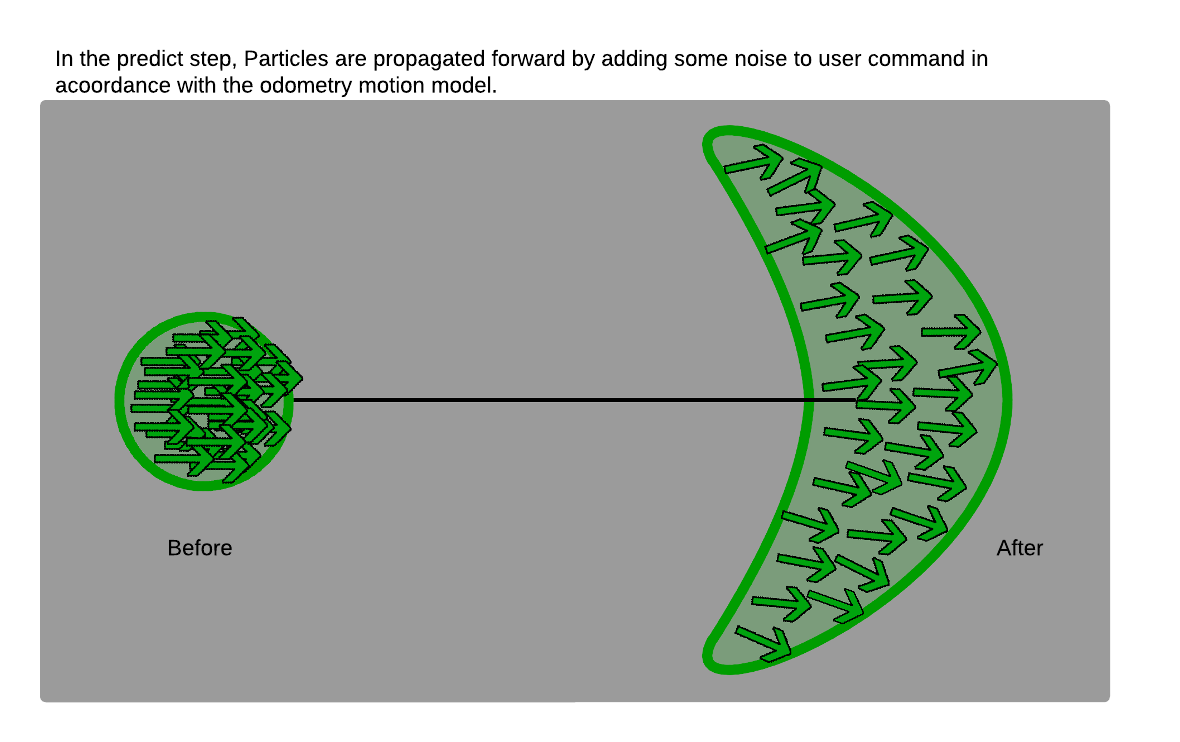 In the predict step, Particles are propagated forward by adding some noise to user command in
acoordance with the odometry motion model.
Before
After